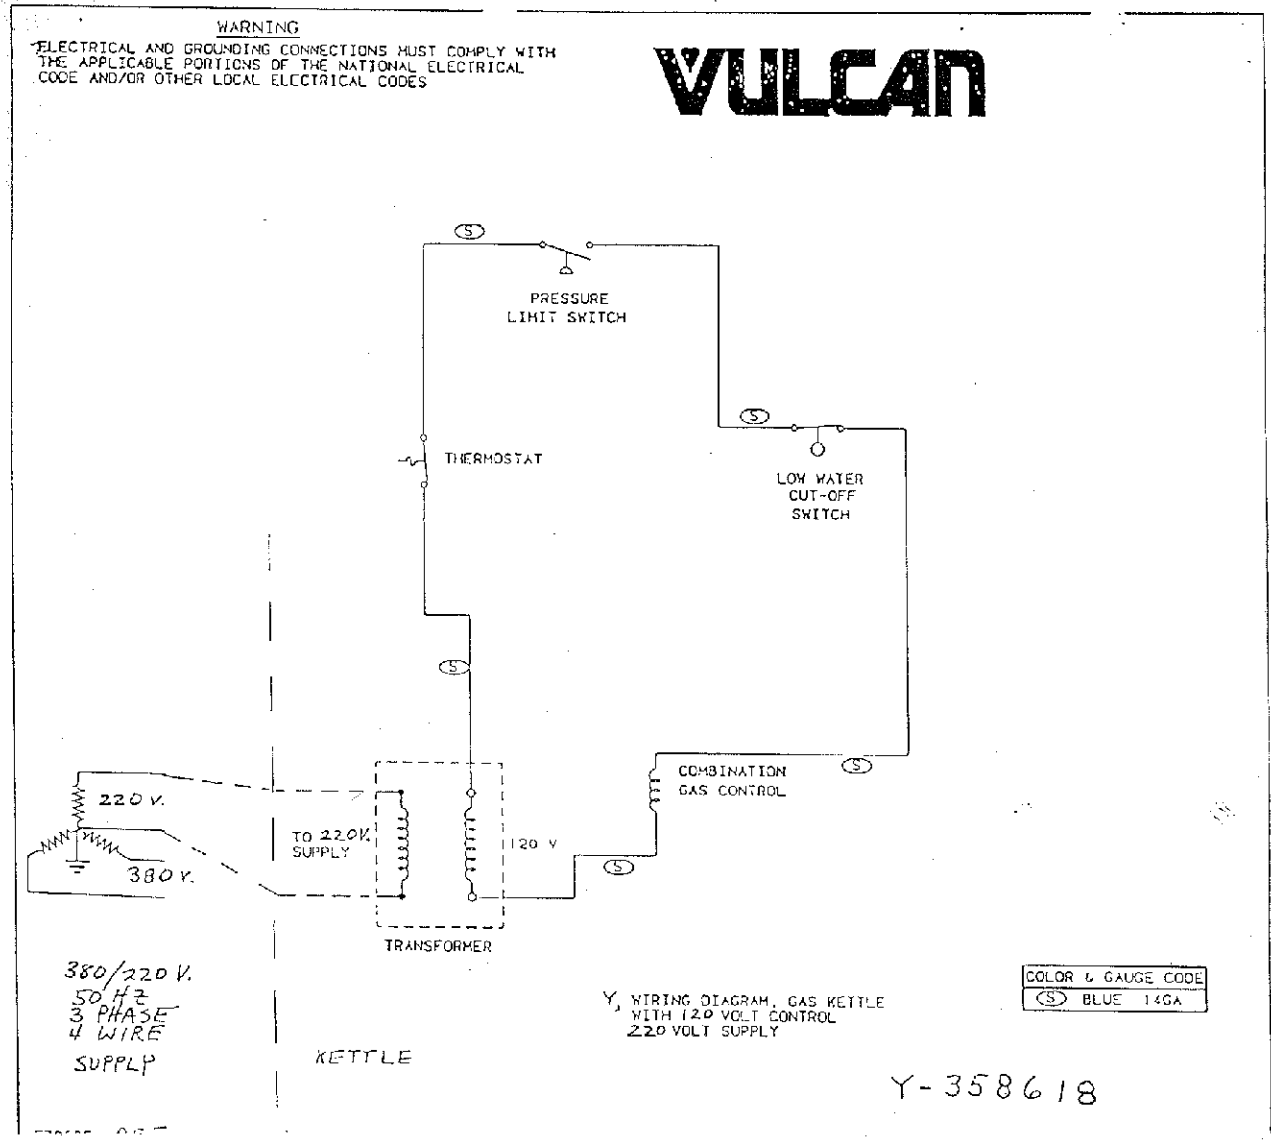 WARNING
ELECTRICAL AND GROUNDING CONNECTIONS MUST COMPLY WITH
THE APPLICABLE PORTIONS OF THE NATIONAL ELECTRICAL
CODE AND/OR OTHER LOCAL ELECTRICAL CODES
VULCAN
S
PRESSURE
LIMIT SWITCH
S
THERMOSTAT
LOW WATER
CUT-OFF
SWITCH
S
S
COMBINATION
GAS CONTROL
220 V.
TO 220V.
SUPPLY
120 V
380 V.
S
TRANSFORMER
380/220 V.
50 HZ
3 PHASE
4 WIRE
SUPPLY
KETTLE
Y, WIRING DIAGRAM, GAS KETTLE
WITH 120 VOLT CONTROL
220 VOLT SUPPLY
COLOR & GAUGE CODE
S BLUE 14GA
Y-358618